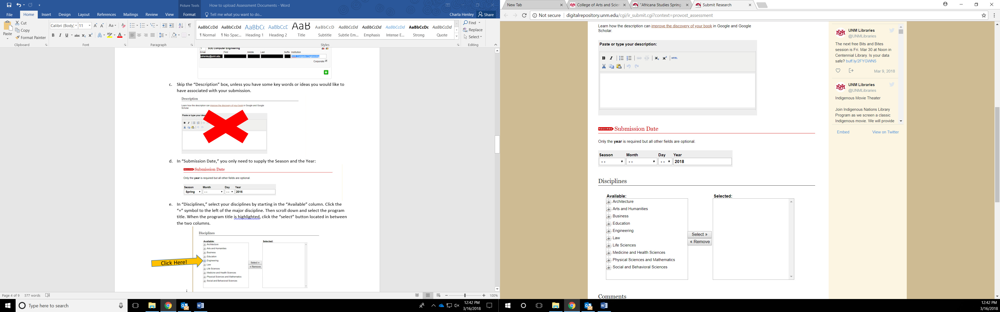 Picture Tools
How to upload Assessment Documents - Word
File Home Insert Design Layout References Mailings Review View Format Tell me what you want to do...
Charla Henley Share
Paste
Cut
Copy
Format Painter
Clipboard
Calibri (Body) 11
Font
Paragraph
AaBbCcDd AaBbCcDd AaBbCc AaBbCcE AaB AaBbCcD AaBbCcDd AaBbCcDd AaBbCcDd AaBbCcDc AaBbCcDd
¶ Normal ¶ No Spac... Heading 1 Heading 2 Title Subtitle Subtle Em... Emphasis Intense E... Strong Quote
Styles
Find
Replace
Select
Editing
1 SOE Computer Engineering
Email First Middle Last Suffix Institution
cehenley@unm.edu SOE Computer Engineering
Corporate
c. Skip the “Description” box, unless you have some key words or ideas you would like to
have associated with your submission.
Description
Learn how the description can improve the discovery of your book in Google and Google
Scholar.
Paste or type your
d. In “Submission Date,” you only need to supply the Season and the Year:
REQUIRED Submission Date
Only the year is required but all other fields are optional.
Season Month Day Year
Spring - - - - 2016
e. In “Disciplines,” select your disciplines by starting in the “Available” column. Click the
“+” symbol to the left of the major discipline. Then scroll down and select the program
title. When the program title is highlighted, click the “select” button located in between
the two columns.
Disciplines
Available: Selected:
Architecture
Arts and Humanities
Business
Education
Engineering
Law
Life Sciences
Medicine and Health Sciences
Physical Sciences and Mathematics
Social and Behavioral Sciences
Select »
« Remove
Click Here!
i
Page 4 of 9 577 words
100%
Type here to search
12:42 PM
3/16/2018
New Tab College of Arts and Scien "Africana Studies Spring Submit Research
Not secure digitalrepository.unm.edu/cgi/ir_submit.cgi?context=provost_assessment
Learn how the description can improve the discovery of your book in Google and Google
Scholar.
Paste or type your description:
B I HTML
REQUIRED Submission Date
Only the year is required but all other fields are optional.
Season Month Day Year
- - - - - - 2018
Disciplines
Available: Selected:
Architecture
Arts and Humanities
Business
Education
Engineering
Law
Life Sciences
Medicine and Health Sciences
Physical Sciences and Mathematics
Social and Behavioral Sciences
Select »
« Remove
Comments
UNM Libraries
@UNMLibraries
The next free Bits and Bites
session is Fri. Mar 30 at Noon in
Centennial Library. Is your data
safe? buff.ly/2FYGWN5
Mar 9, 2018
UNM Libraries
@UNMLibraries
Indigenous Movie Theater
Join Indigenous Nations Library
Program as we screen a classic
Indigenous movie. We will provide
Embed View on Twitter
12:42 PM
3/16/2018